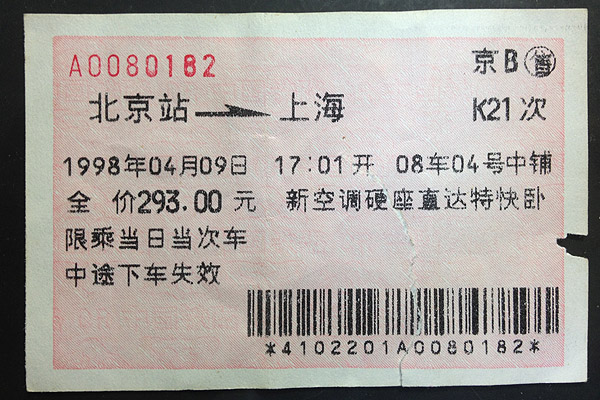 A0080182 京B售
北京站 上海 K21次
1998年04月09日 17:01开 08车04号中铺
全 价293.00元 新空调硬座直达特快卧
限乘当日当次车
中途下车失效
*4102201A0080182*